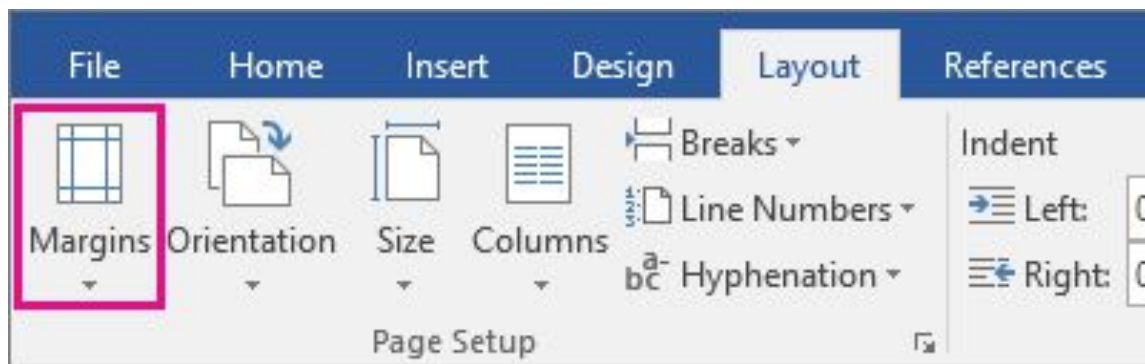 File Home Insert Design Layout References
Breaks Indent
Line Numbers Left:
Margins Orientation Size Columns
Hyphenation Right:
Page Setup